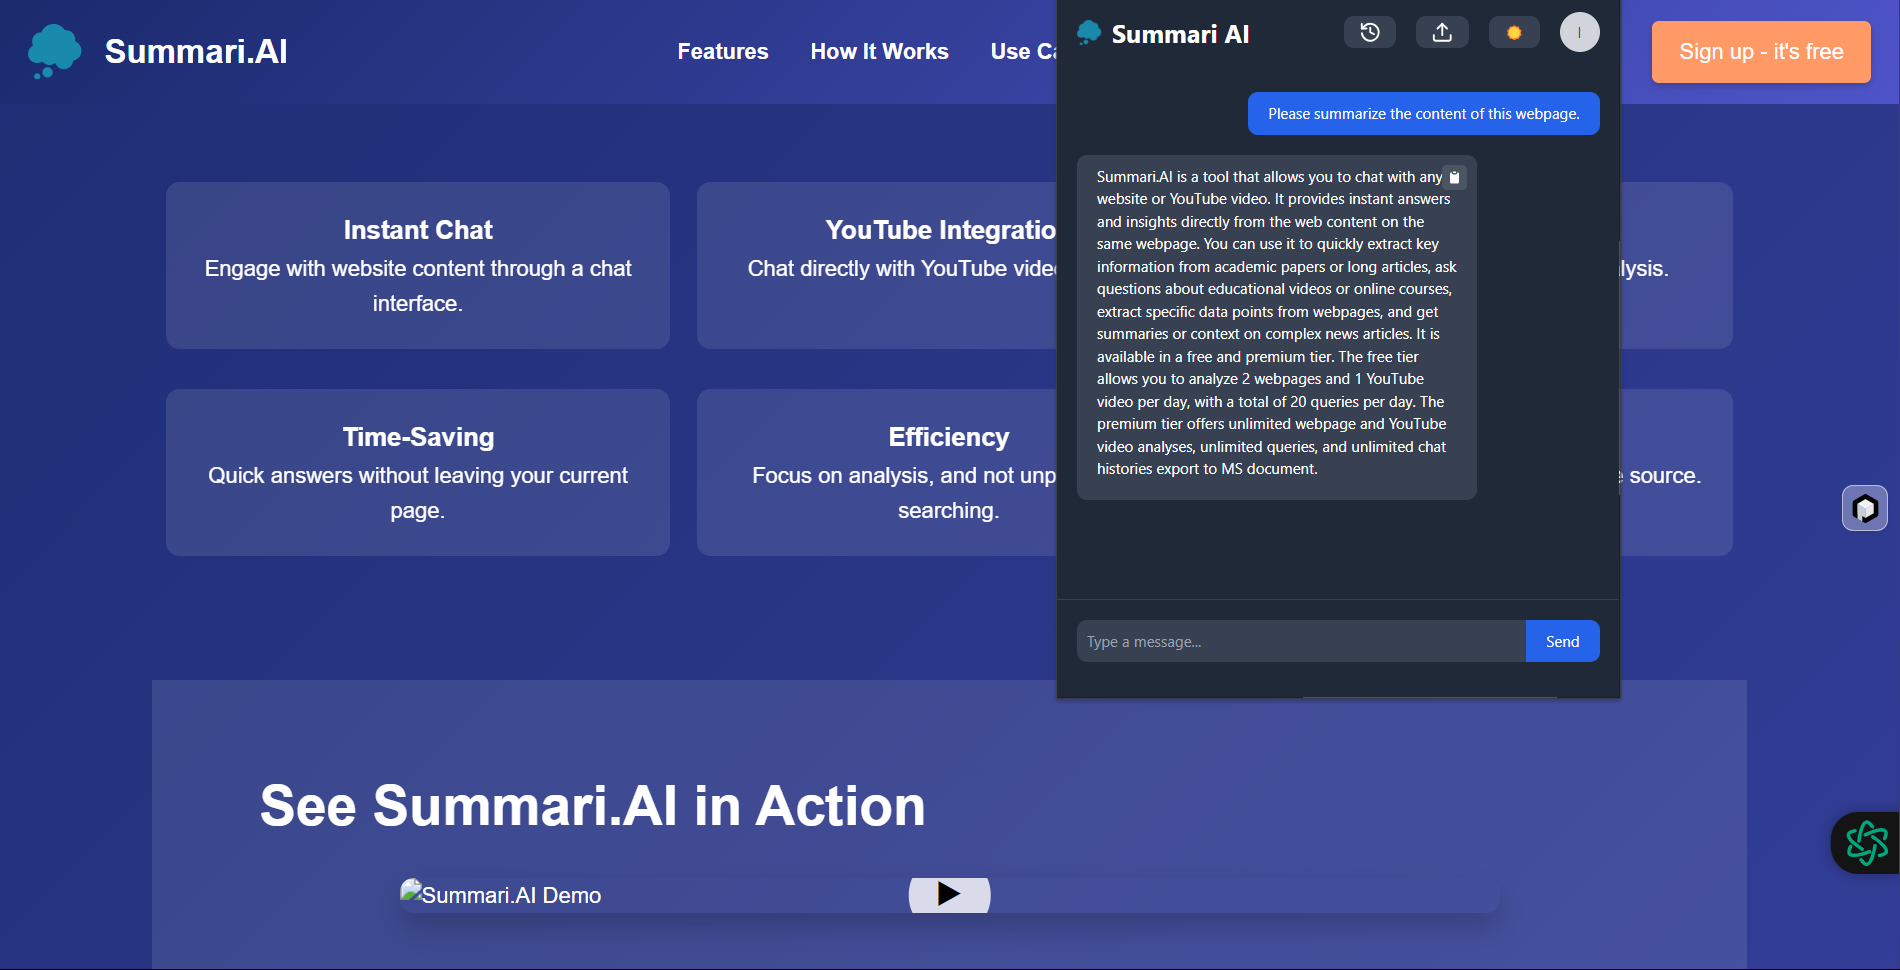 Summari.AI
Features
How It Works
Use Ca
Sign up - it's free
Instant Chat
Engage with website content through a chat
interface.
YouTube Integratio
Chat directly with YouTube vide
lysis.
Time-Saving
Quick answers without leaving your current
page.
Efficiency
Focus on analysis, and not unp
searching.
source.
See Summari.AI in Action
Summari.AI Demo
Summari AI
I
Please summarize the content of this webpage.
Summari.AI is a tool that allows you to chat with any
website or YouTube video. It provides instant answers
and insights directly from the web content on the
same webpage. You can use it to quickly extract key
information from academic papers or long articles, ask
questions about educational videos or online courses,
extract specific data points from webpages, and get
summaries or context on complex news articles. It is
available in a free and premium tier. The free tier
allows you to analyze 2 webpages and 1 YouTube
video per day, with a total of 20 queries per day. The
premium tier offers unlimited webpage and YouTube
video analyses, unlimited queries, and unlimited chat
histories export to MS document.
Type a message...
Send